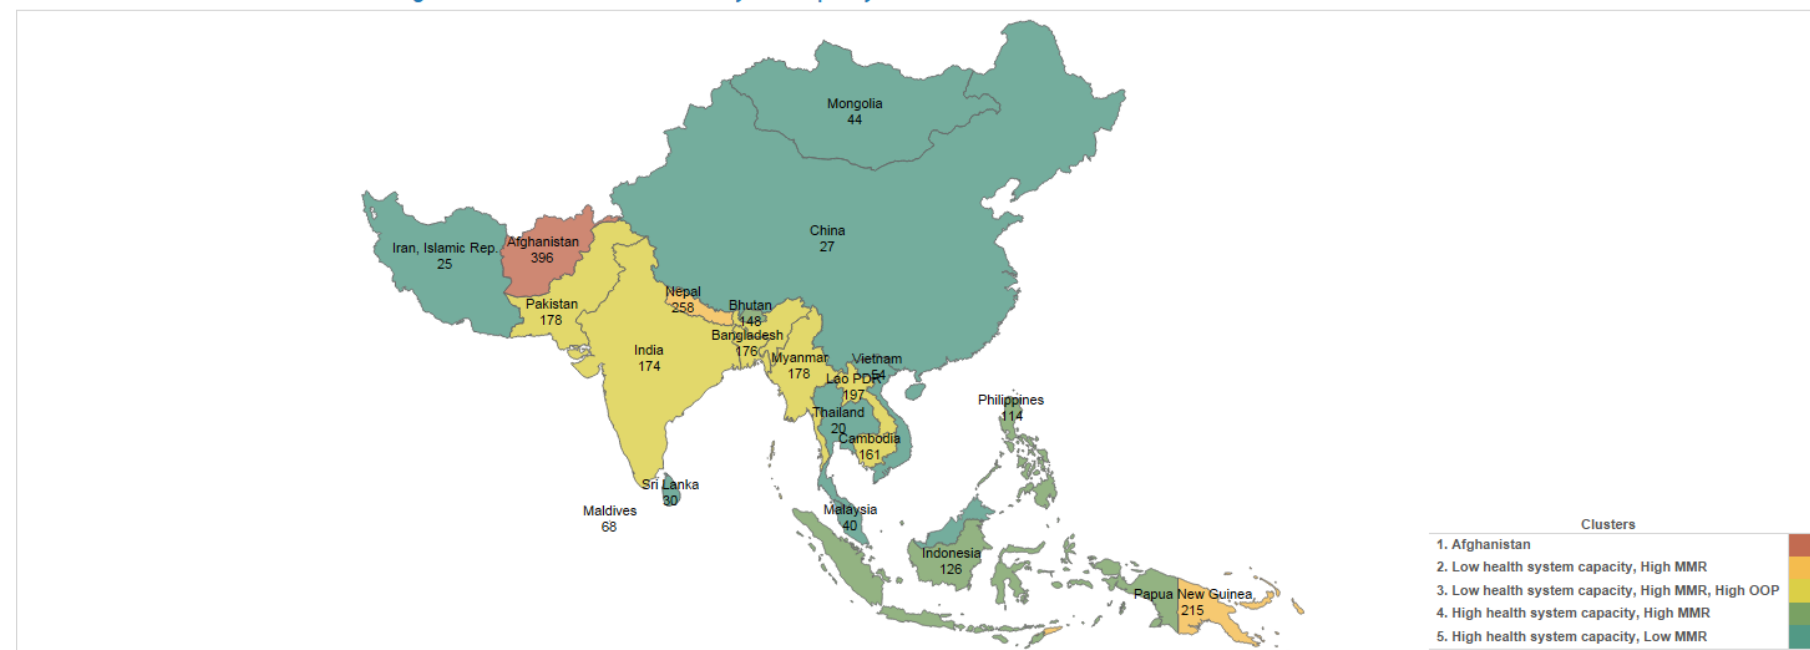 Mongolia
44
China
27
Iran, Islamic Rep.
25
Afghanistan
396
Pakistan
178
Nepal
258
Bhutan
148
Bangladesh
176
India
174
Myanmar
178
Vietnam
54
Lao PDR
197
Thailand
20
Cambodia
161
Philippines
114
Sri Lanka
30
Maldives
68
Malaysia
40
Indonesia
126
Papua New Guinea
215
Clusters
1. Afghanistan
2. Low health system capacity, High MMR
3. Low health system capacity, High MMR, High OOP
4. High health system capacity, High MMR
5. High health system capacity, Low MMR